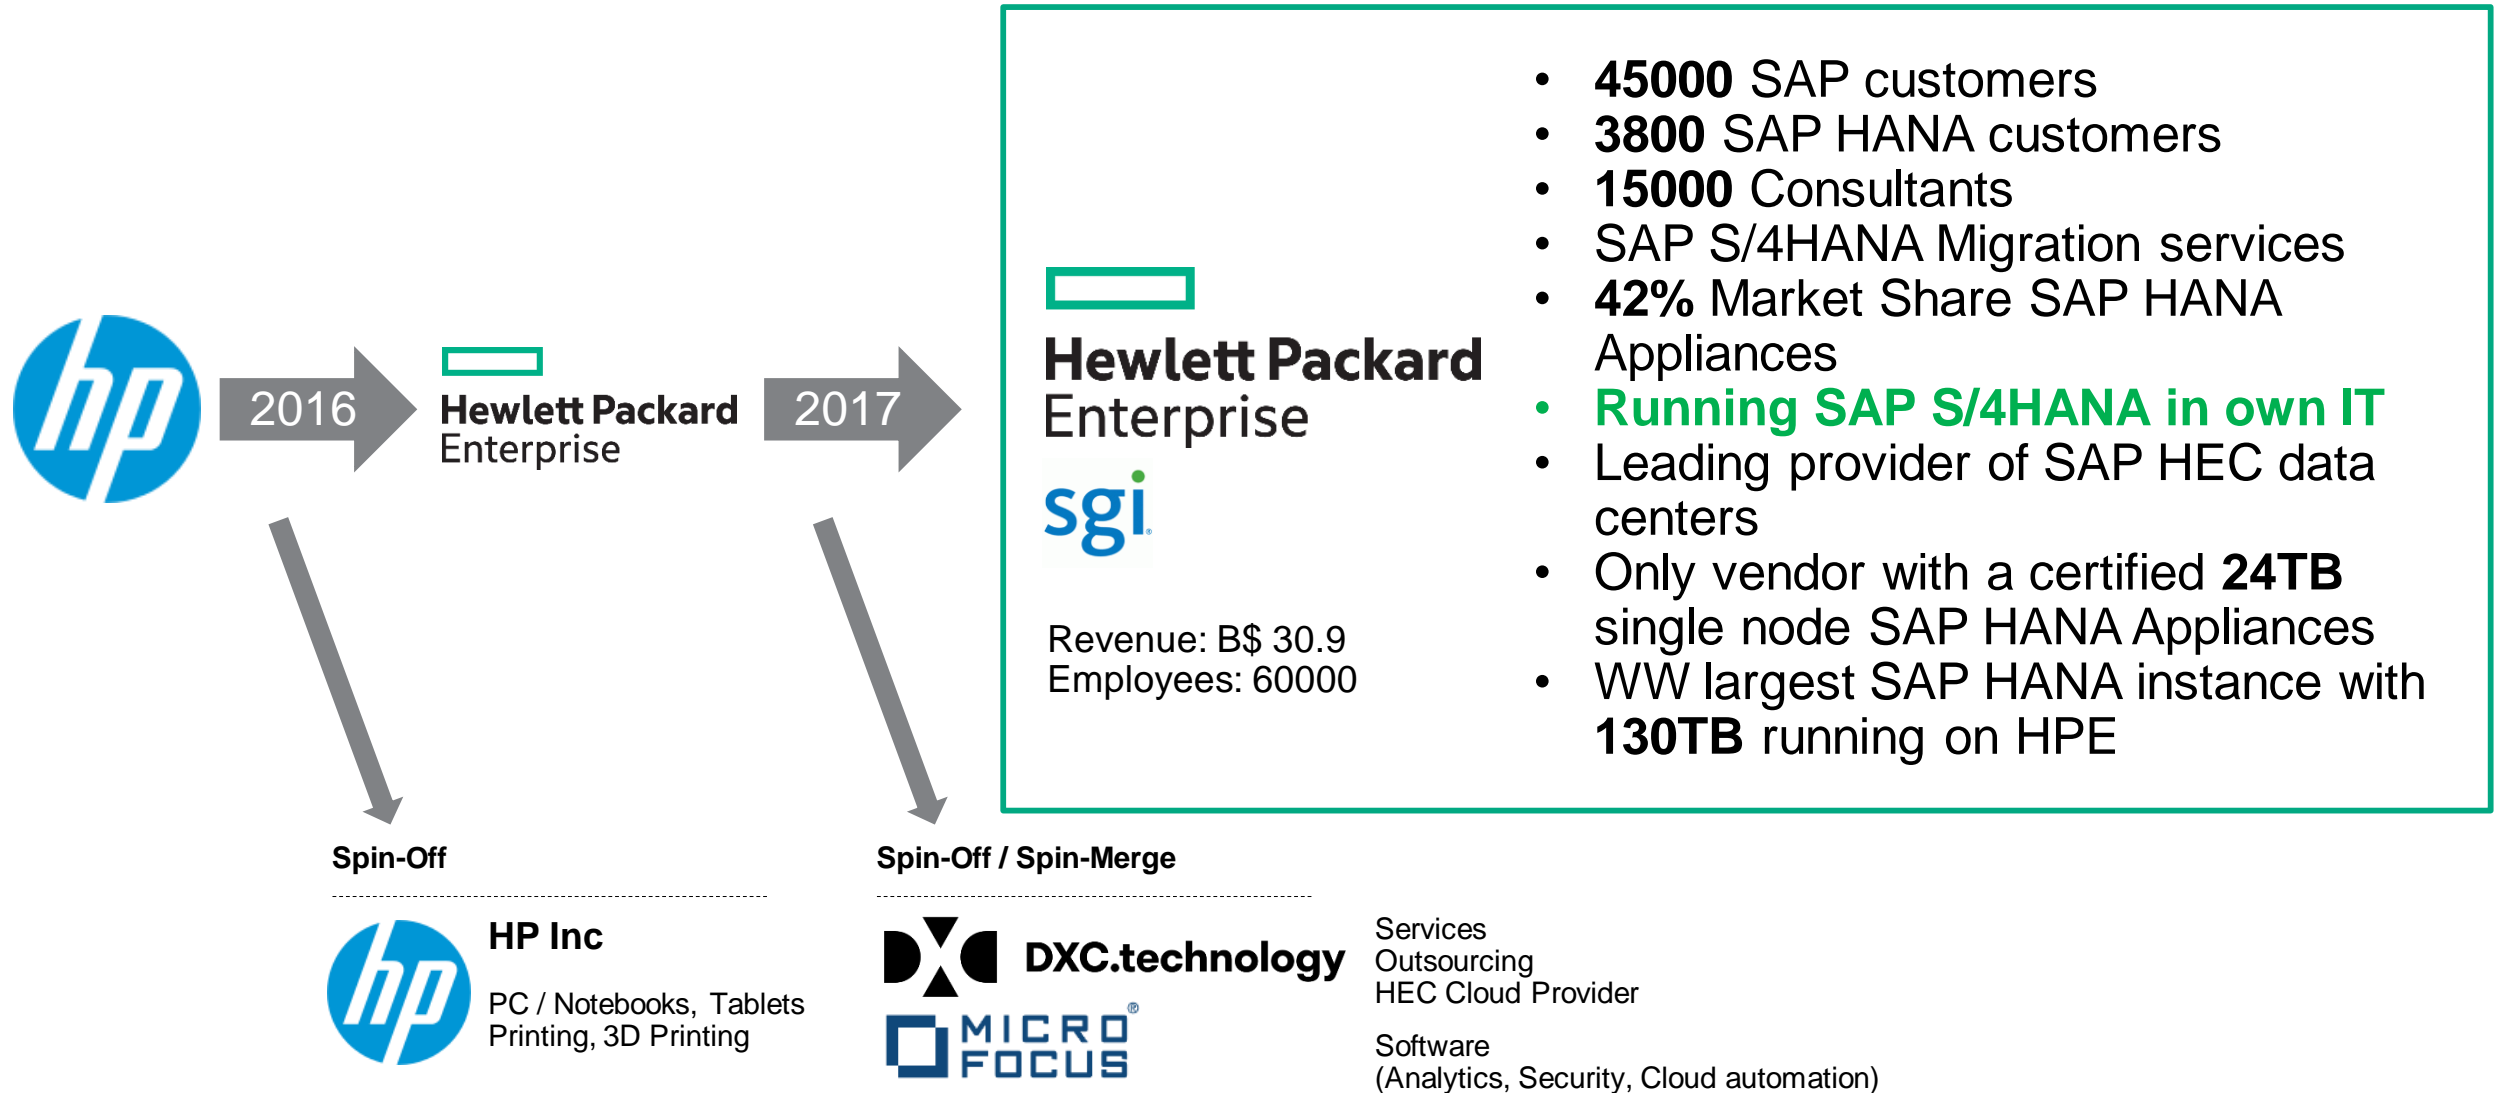 hp
2016
Hewlett Packard
Enterprise
2017
Hewlett Packard
Enterprise
sgi®
Revenue: B$ 30.9
Employees: 60000
• 45000 SAP customers
• 3800 SAP HANA customers
• 15000 Consultants
• SAP S/4HANA Migration services
• 42% Market Share SAP HANA
Appliances
• Running SAP S/4HANA in own IT
• Leading provider of SAP HEC data
centers
• Only vendor with a certified 24TB
single node SAP HANA Appliances
• WW largest SAP HANA instance with
130TB running on HPE
Spin-Off
hp
HP Inc
PC / Notebooks, Tablets
Printing, 3D Printing
Spin-Off / Spin-Merge
DXC.technology
Services
Outsourcing
HEC Cloud Provider
MICRO®
FOCUS
Software
(Analytics, Security, Cloud automation)